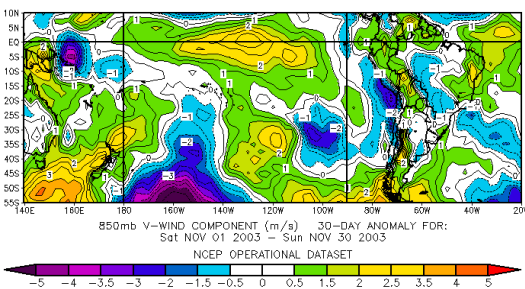 10N
5N
EQ
5S
10S
15S
20S
25S
30S
35S
40S
45S
50S
55S
140E 160E 180 160W 140W 120W 100W 80W 60W 40W 20W
850mb V-WIND COMPONENT (m/s) 30-DAY ANOMALY FOR:
Sat NOV 01 2003 - Sun NOV 30 2003
NCEP OPERATIONAL DATASET
-5 -4 -3.5 -3 -2 -1.5 -0.5 0 0.5 1.5 2 2.5 3.5 4 5